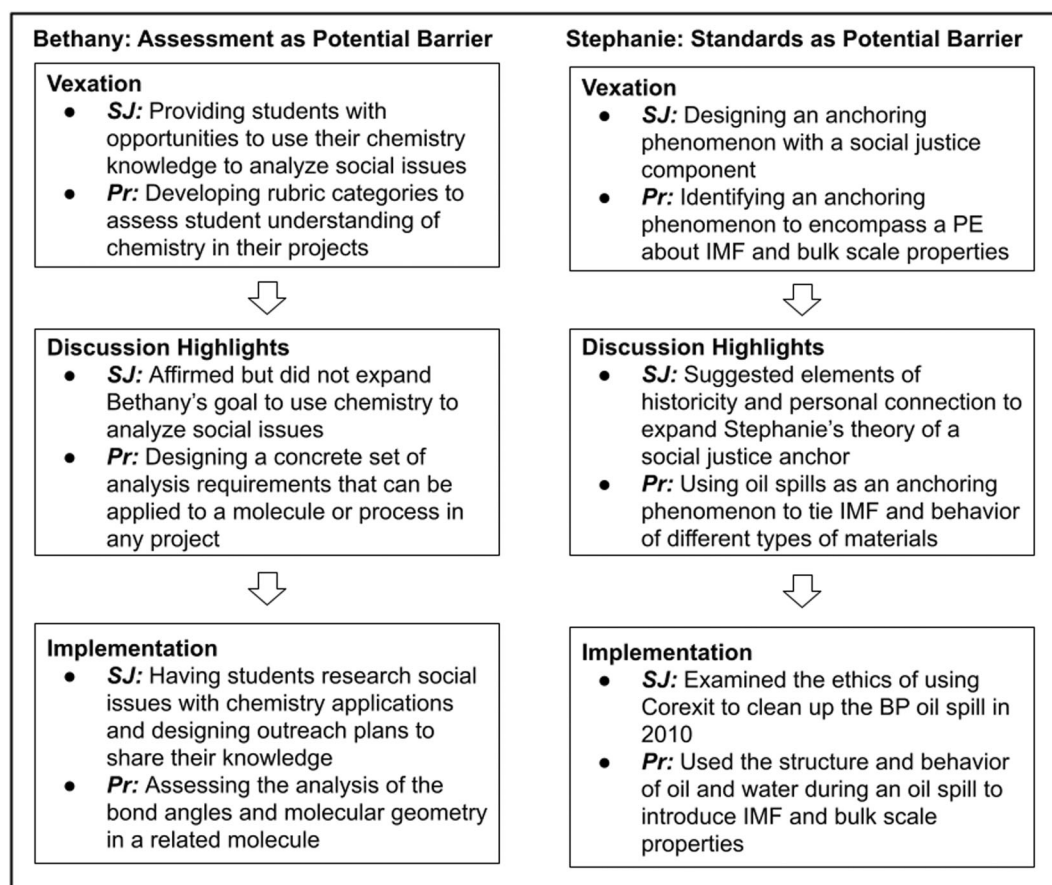 Bethany: Assessment as Potential Barrier
Vexation
● SJ: Providing students with
opportunities to use their chemistry
knowledge to analyze social issues
● Pr: Developing rubric categories to
assess student understanding of
chemistry in their projects
Discussion Highlights
● SJ: Affirmed but did not expand
Bethany's goal to use chemistry to
analyze social issues
● Pr: Designing a concrete set of
analysis requirements that can be
applied to a molecule or process in
any project
Implementation
● SJ: Having students research social
issues with chemistry applications
and designing outreach plans to
share their knowledge
● Pr: Assessing the analysis of the
bond angles and molecular geometry
in a related molecule
Stephanie: Standards as Potential Barrier
Vexation
● SJ: Designing an anchoring
phenomenon with a social justice
component
● Pr: Identifying an anchoring
phenomenon to encompass a PE
about IMF and bulk scale properties
Discussion Highlights
● SJ: Suggested elements of
historicity and personal connection to
expand Stephanie's theory of a
social justice anchor
● Pr: Using oil spills as an anchoring
phenomenon to tie IMF and behavior
of different types of materials
Implementation
● SJ: Examined the ethics of using
Corexit to clean up the BP oil spill in
2010
● Pr: Used the structure and behavior
of oil and water during an oil spill to
introduce IMF and bulk scale
properties